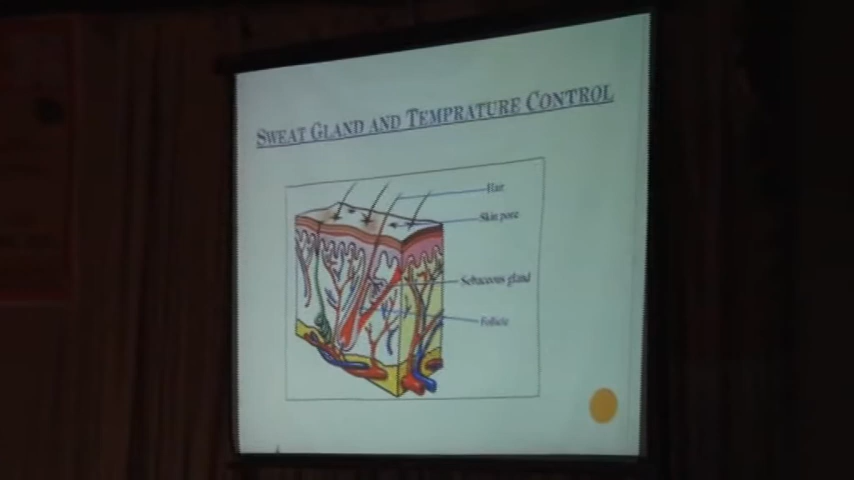 SWEAT GLAND AND TEMPRATURE CONTROL
Hair
Skin pore
Sebaceous gland
Follicle